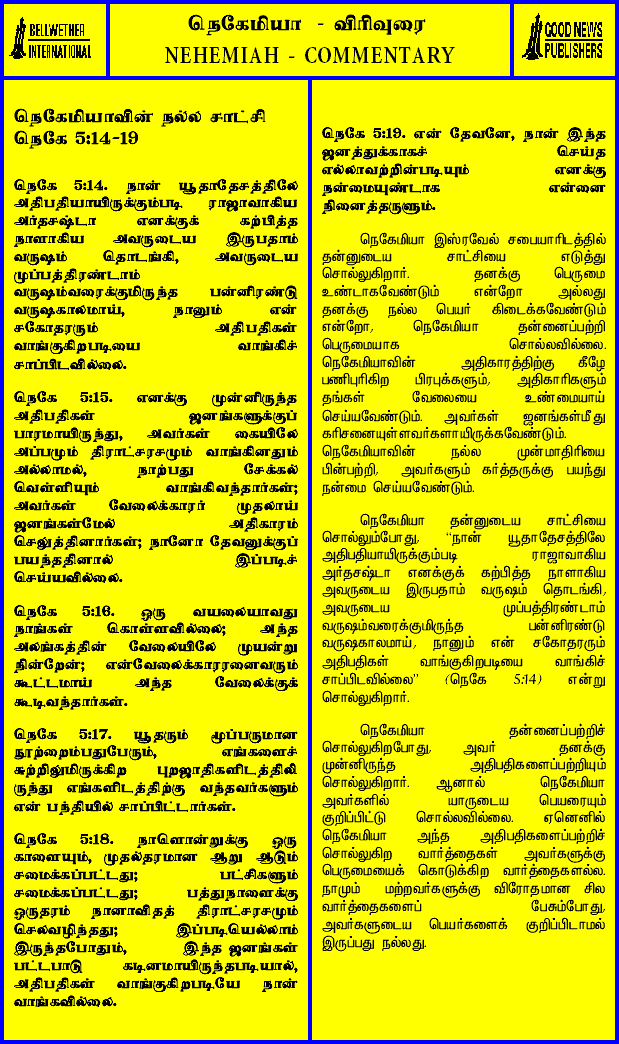 BELLWETHER
INTERNATIONAL
நெகேமியா - விரிவுரை
NEHEMIAH - COMMENTARY
GOOD NEWS
PUBLISHERS
நெகேமியாவின் நல்ல சாட்சி
நெகே 5:14-19
நெகே 5:14. நான் யூதாதேசத்திலே
அதிபதியாயிருக்கும்படி ராஜாவாகிய
அர்தசஷ்டா எனக்குக் கற்பித்த
நாளாகிய அவருடைய இருபதாம்
வருஷம் தொடங்கி, அவருடைய
முப்பத்திரண்டாம்
வருஷம்வரைக்குமிருந்த பன்னிரண்டு
வருஷகாலமாய், நானும் என்
சகோதரரும் அதிபதிகள்
வாங்குகிறபடியை வாங்கிச்
சாப்பிடவில்லை.
நெகே 5:15. எனக்கு முன்னிருந்த
அதிபதிகள் ஜனங்களுக்குப்
பாரமாயிருந்து, அவர்கள் கையிலே
அப்பமும் திராட்சரசமும் வாங்கினதும்
அல்லாமல், நாற்பது சேக்கல்
வெள்ளியும் வாங்கிவந்தார்கள்;
அவர்கள் வேலைக்காரர் முதலாய்
ஜனங்கள்மேல் அதிகாரம்
செலுத்தினார்கள்; நானோ தேவனுக்குப்
பயந்ததினால் இப்படிச்
செய்யவில்லை.
நெகே 5:16. ஒரு வயலையாவது
நாங்கள் கொள்ளவில்லை; அந்த
அலங்கத்தின் வேலையிலே முயன்று
நின்றேன்; என்வேலைக்காரரனைவரும்
கூட்டமாய் அந்த வேலைக்குக்
கூடிவந்தார்கள்.
நெகே 5:17. யூதரும் மூப்பருமான
நூற்றைம்பதுபேரும், எங்களைச்
சுற்றிலுமிருக்கிற புறஜாதிகளிடத்திலி
ருந்து எங்களிடத்திற்கு வந்தவர்களும்
என் பந்தியில் சாப்பிட்டார்கள்.
நெகே 5:18. நாளொன்றுக்கு ஒரு
காளையும், முதல்தரமான ஆறு ஆடும்
சமைக்கப்பட்டது; பட்சிகளும்
சமைக்கப்பட்டது; பத்துநாளைக்கு
ஒருதரம் நானாவிதத் திராட்சரசமும்
செலவழிந்தது; இப்படியெல்லாம்
இருந்தபோதும், இந்த ஜனங்கள்
பட்டபாடு கடினமாயிருந்தபடியால்,
அதிபதிகள் வாங்குகிறபடியே நான்
வாங்கவில்லை.
நெகே 5:19. என் தேவனே, நான் இந்த
ஜனத்துக்காகச் செய்த
எல்லாவற்றின்படியும் எனக்கு
நன்மையுண்டாக என்னை
நினைத்தருளும்.
நெகேமியா இஸ்ரவேல் சபையாரிடத்தில்
தன்னுடைய சாட்சியை எடுத்து
சொல்லுகிறார். தனக்கு பெருமை
உண்டாகவேண்டும் என்றோ அல்லது
தனக்கு நல்ல பெயர் கிடைக்கவேண்டும்
என்றோ, நெகேமியா தன்னைப்பற்றி
பெருமையாக சொல்லவில்லை.
நெகேமியாவின் அதிகாரத்திற்கு கீழே
பணிபுரிகிற பிரபுக்களும், அதிகாரிகளும்
தங்கள் வேலையை உண்மையாய்
செய்யவேண்டும். அவர்கள் ஜனங்கள்மீது
கரிசனையுள்ளவர்களாயிருக்கவேண்டும்.
நெகேமியாவின் நல்ல முன்மாதிரியை
பின்பற்றி, அவர்களும் கர்த்தருக்கு பயந்து
நன்மை செய்யவேண்டும்.
நெகேமியா தன்னுடைய சாட்சியை
சொல்லும்போது, "நான் யூதாதேசத்திலே
அதிபதியாயிருக்கும்படி ராஜாவாகிய
அர்தசஷ்டா எனக்குக் கற்பித்த நாளாகிய
அவருடைய இருபதாம் வருஷம் தொடங்கி,
அவருடைய முப்பத்திரண்டாம்
வருஷம்வரைக்குமிருந்த பன்னிரண்டு
வருஷகாலமாய், நானும் என் சகோதரரும்
அதிபதிகள் வாங்குகிறபடியை வாங்கிச்
சாப்பிடவில்லை" (நெகே 5:14) என்று
சொல்லுகிறார்.
நெகேமியா தன்னைப்பற்றிச்
சொல்லுகிறபோது, அவர் தனக்கு
முன்னிருந்த அதிபதிகளைப்பற்றியும்
சொல்லுகிறார். ஆனால் நெகேமியா
அவர்களில் யாருடைய பெயரையும்
குறிப்பிட்டு சொல்லவில்லை. ஏனெனில்
நெகேமியா அந்த அதிபதிகளைப்பற்றிச்
சொல்லுகிற வார்த்தைகள் அவர்களுக்கு
பெருமையைக் கொடுக்கிற வார்த்தைகளல்ல.
நாமும் மற்றவர்களுக்கு விரோதமான சில
வார்த்தைகளைப் பேசும்போது,
அவர்களுடைய பெயர்களைக் குறிப்பிடாமல்
இருப்பது நல்லது.